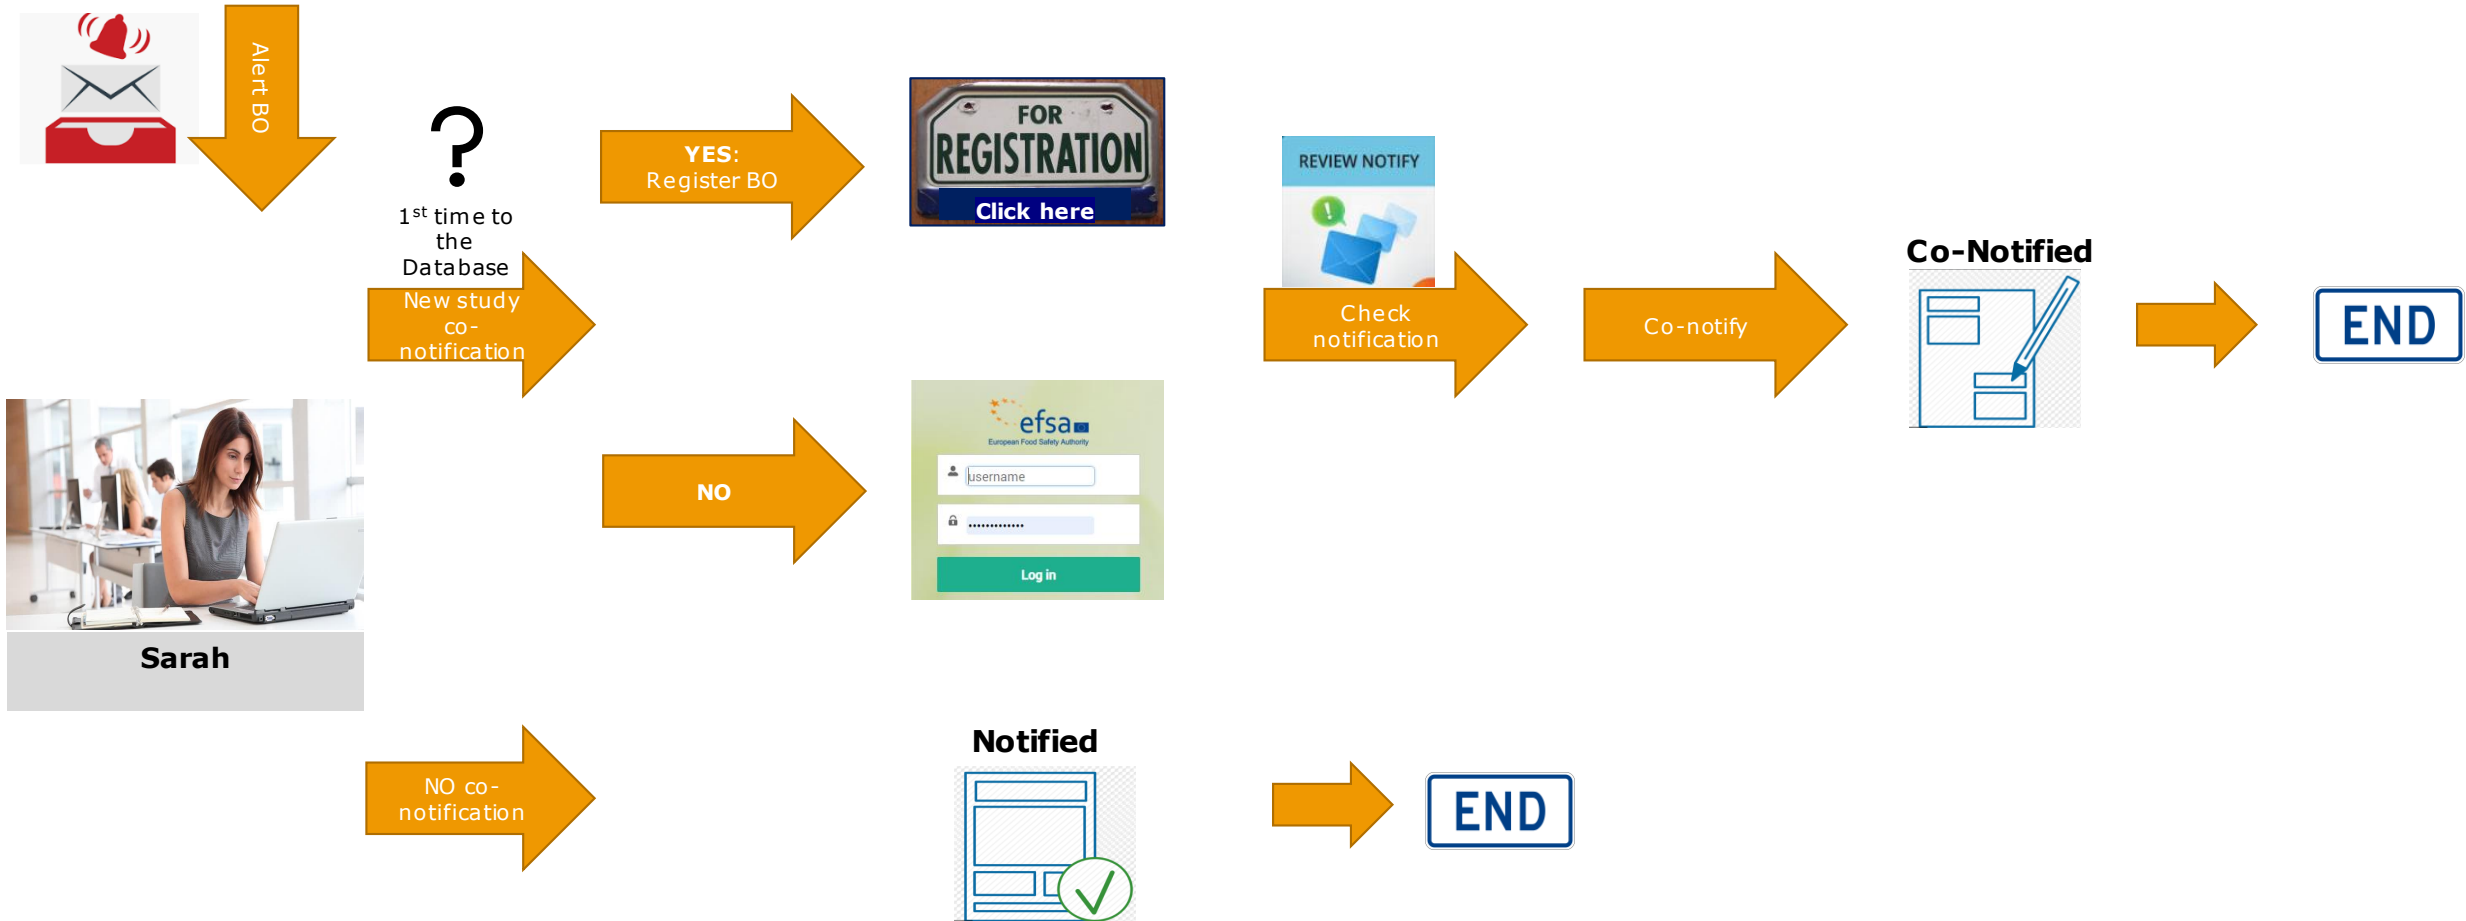 Alert BO
1st time to
the
Database
New study
co-
notification
YES:
Register BO
FOR
REGISTRATION
Click here
REVIEW NOTIFY
Check
notification
Co-notify
Co-Notified
END
NO
efsa
European Food Safety Authority
username
Log in
Sarah
NO co-
notification
Notified
END